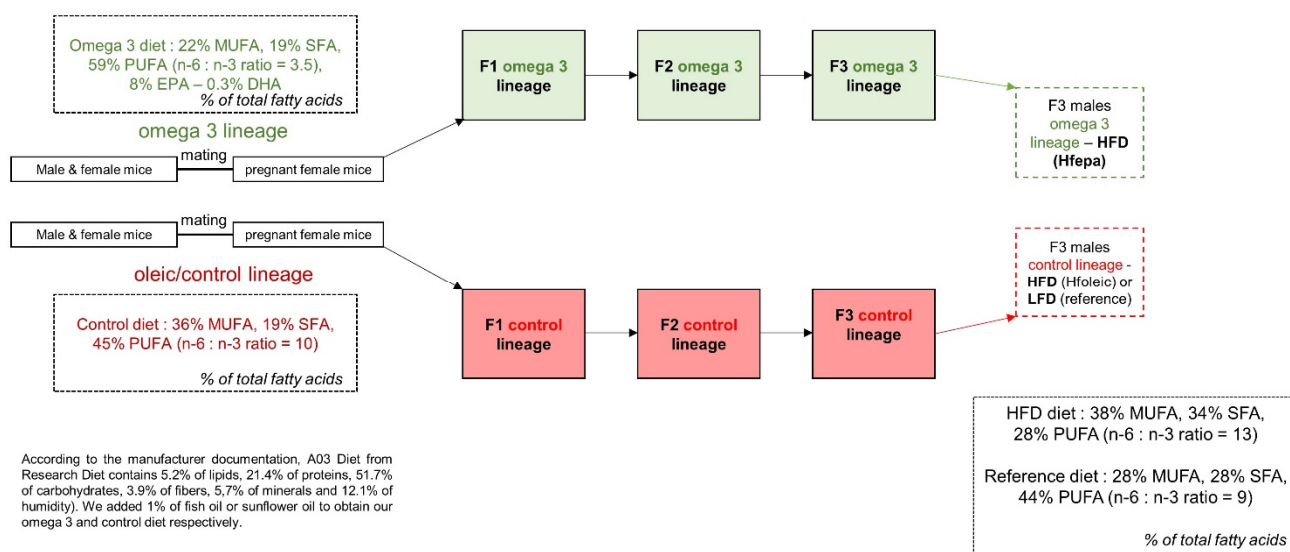 Omega 3 diet : 22% MUFA, 19% SFA,
59% PUFA (n-6 : n-3 ratio = 3.5),
8% EPA – 0.3% DHA
% of total fatty acids
omega 3 lineage
mating
Male & female mice
pregnant female mice
F1 omega 3
lineage
F2 omega 3
lineage
F3 omega 3
lineage
F3 males
omega 3
lineage – HFD
(Hfepa)
mating
Male & female mice
pregnant female mice
oleic/control lineage
Control diet : 36% MUFA, 19% SFA,
45% PUFA (n-6 : n-3 ratio = 10)
% of total fatty acids
F1 control
lineage
F2 control
lineage
F3 control
lineage
F3 males
control lineage -
HFD (Hfoleic) or
LFD (reference)
HFD diet : 38% MUFA, 34% SFA,
28% PUFA (n-6 : n-3 ratio = 13)
Reference diet : 28% MUFA, 28% SFA,
44% PUFA (n-6 : n-3 ratio = 9)
% of total fatty acids
According to the manufacturer documentation, A03 Diet from
Research Diet contains 5.2% of lipids, 21.4% of proteins, 51.7%
of carbohydrates, 3.9% of fibers, 5,7% of minerals and 12.1% of
humidity). We added 1% of fish oil or sunflower oil to obtain our
omega 3 and control diet respectively.